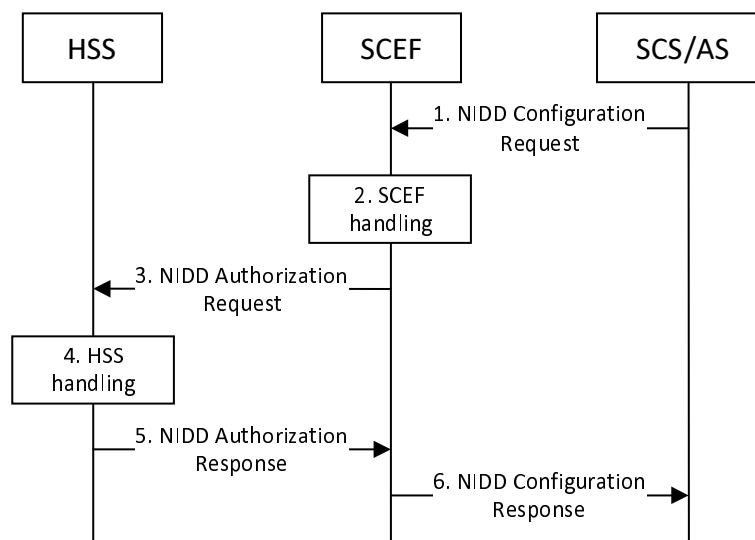 HSS
SCEF
SCS/AS
1. NIDD Configuration
Request
2. SCEF
handling
3. NIDD Authorization
Request
4. HSS
handling
5. NIDD Authorization
Response
6. NIDD Configuration
Response